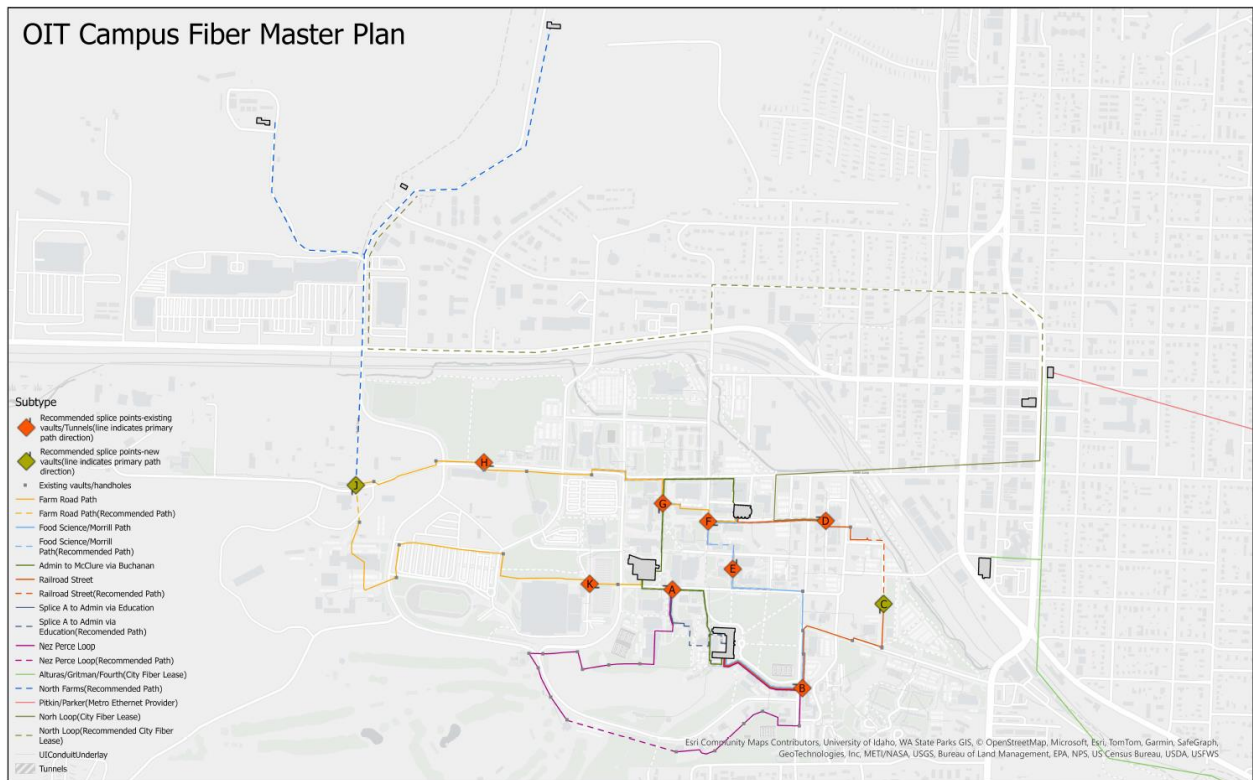 OIT Campus Fiber Master Plan
Subtype
Recommended splice points-existing
vaults/Tunnels(line indicates primary
path direction)
Recommended splice points-new
vaults(line indicates primary path
direction)
Existing vaults/handholes
Farm Road Path
Farm Road Path(Recommended Path)
Food Science/Morrill Path
Food Science/Morrill
Path(Recommended Path)
Admin to McClure via Buchanan
Railroad Street
Railroad Street(Recomended Path)
Splice A to Admin via Education
Splice A to Admin via
Education(Recomended Path)
Nez Perce Loop
Nez Perce Loop(Recommended Path)
Alturas/Gritman/Fourth(City Fiber Lease)
North Farms(Recommended Path)
Pitkin/Parker(Metro Ethernet Provider)
Norh Loop(City Fiber Lease)
North Loop(Recommended City Fiber
Lease)
UIConduitUnderlay
Tunnels
H
J
G
F
D
E
K
A
C
B
Esri Community Maps Contributors, University of Idaho, WA State Parks GIS, © OpenStreetMap, Microsoft, Esri, TomTom, Garmin, SafeGraph,
GeoTechnologies, Inc, METI/NASA, USGS, Bureau of Land Management, EPA, NPS, US Census Bureau, USDA, USFWS